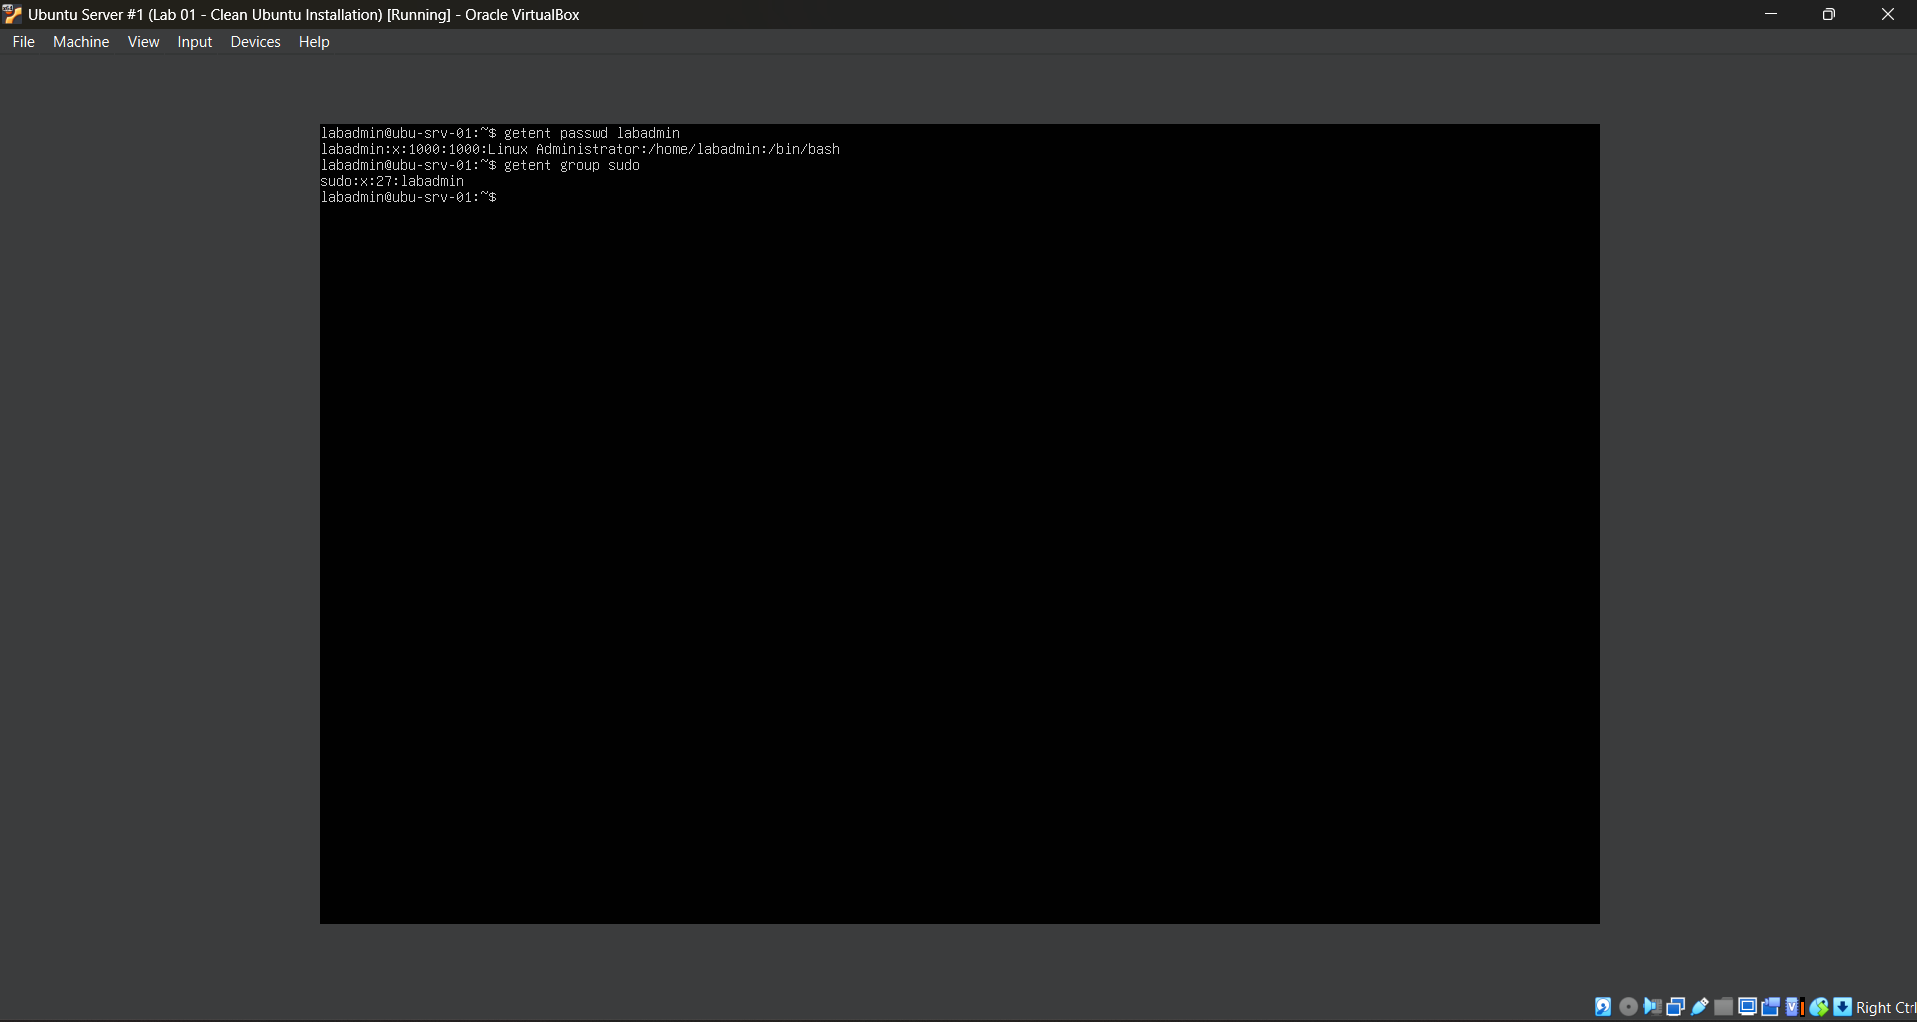 Ubuntu Server #1 (Lab 01 - Clean Ubuntu Installation) [Running] - Oracle VirtualBox
File Machine View Input Devices Help
labadmin@ubu-srv-01:~$ getent passwd labadmin
labadmin:x:1000:1000:Linux Administrator:/home/labadmin:/bin/bash
labadmin@ubu-srv-01:~$ getent group sudo
sudo:x:27:labadmin
labadmin@ubu-srv-01:~$
Right Ctrl